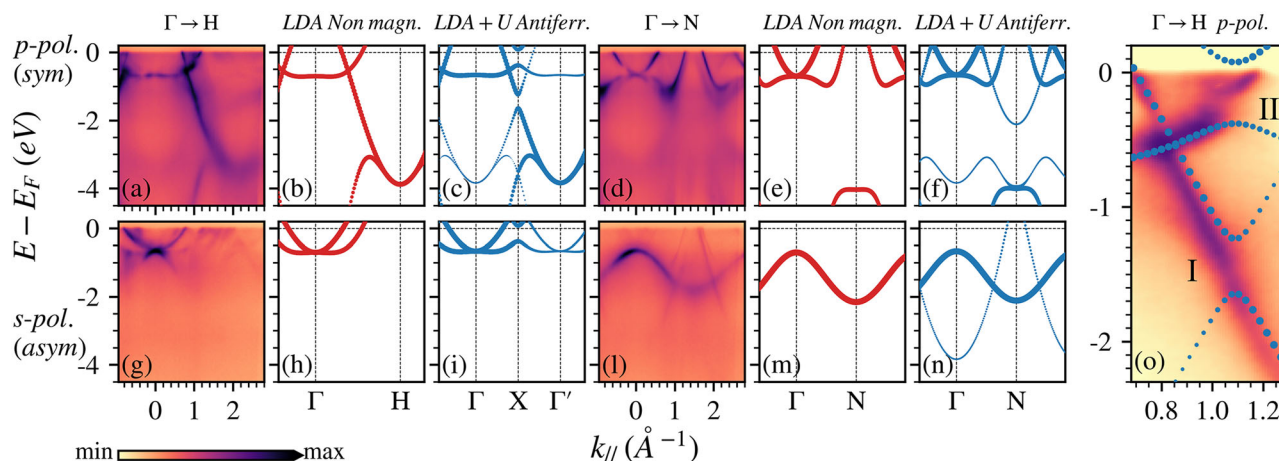 Γ → H LDA Non magn. LDA + U Antiferr. Γ → N LDA Non magn. LDA + U Antiferr. Γ → H p-pol.
p-pol. (sym)
0
-2
-4
(a) (b) (c) (d) (e) (f)
E − E_F (eV)
s-pol. (asym)
0
-2
-4
(g) (h) (i) (l) (m) (n)
0 1 2 Γ H Γ X Γ′ 0 1 2 Γ N Γ N
k_// (Å⁻¹)
min max
0
-1
-2
I
II
(o)
0.8 1.0 1.2